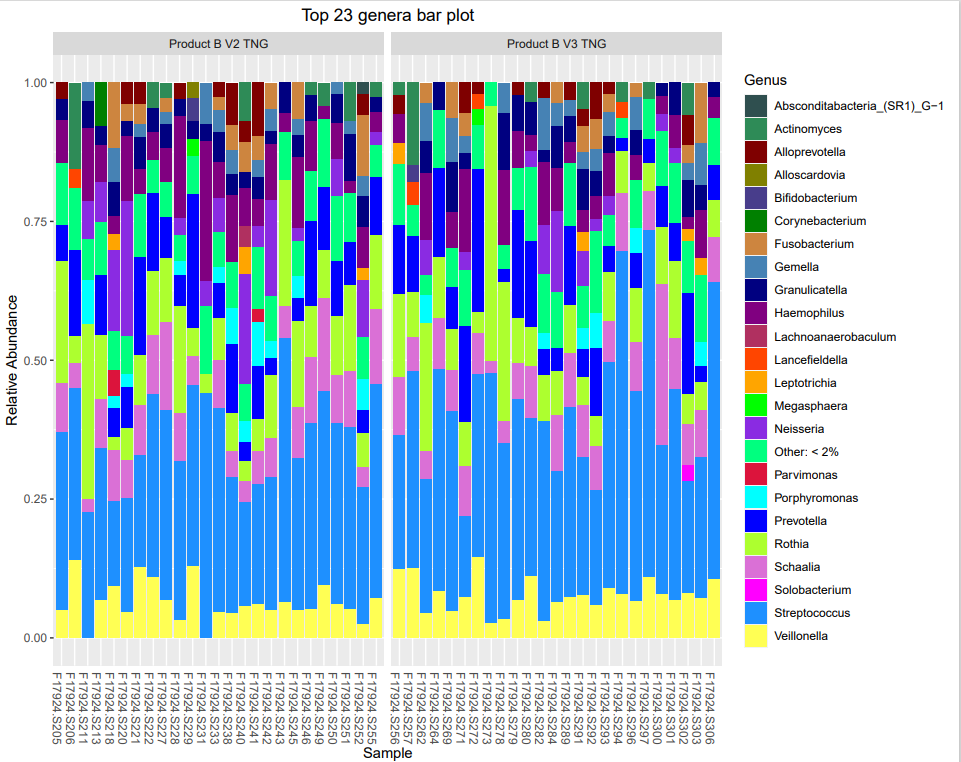 Top 23 genera bar plot
Product B V2 TNG
Product B V3 TNG
Relative Abundance
1.00
0.75
0.50
0.25
0.00
F17924.S205
F17924.S206
F17924.S211
F17924.S213
F17924.S218
F17924.S220
F17924.S221
F17924.S222
F17924.S227
F17924.S228
F17924.S229
F17924.S231
F17924.S233
F17924.S238
F17924.S240
F17924.S241
F17924.S242
F17924.S243
F17924.S245
F17924.S246
F17924.S249
F17924.S250
F17924.S251
F17924.S252
F17924.S255
F17924.S256
F17924.S257
F17924.S262
F17924.S264
F17924.S269
F17924.S271
F17924.S272
F17924.S273
F17924.S278
F17924.S279
F17924.S280
F17924.S282
F17924.S284
F17924.S289
F17924.S291
F17924.S292
F17924.S293
F17924.S294
F17924.S296
F17924.S297
F17924.S300
F17924.S301
F17924.S302
F17924.S303
F17924.S306
Sample
Genus
Absconditabacteria_(SR1)_G-1
Actinomyces
Alloprevotella
Alloscardovia
Bifidobacterium
Corynebacterium
Fusobacterium
Gemella
Granulicatella
Haemophilus
Lachnoanaerobaculum
Lancefieldella
Leptotrichia
Megasphaera
Neisseria
Other: < 2%
Parvimonas
Porphyromonas
Prevotella
Rothia
Schaalia
Solobacterium
Streptococcus
Veillonella